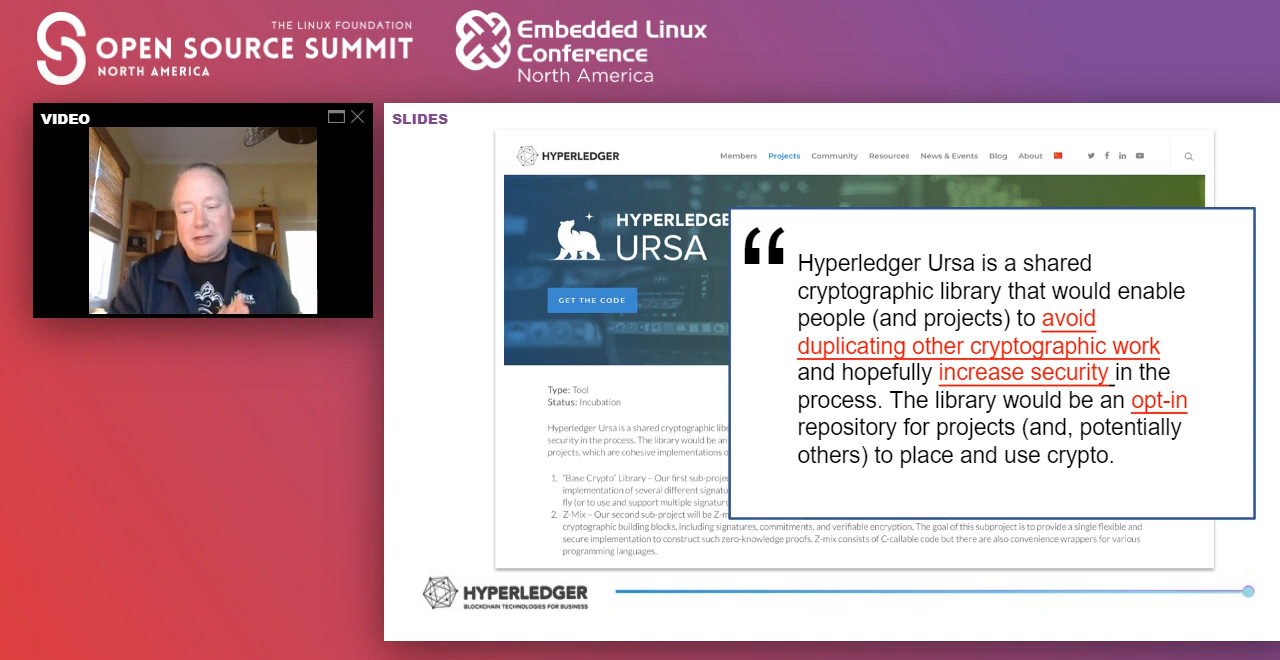 THE LINUX FOUNDATION
OPEN SOURCE SUMMIT
NORTH AMERICA
Embedded Linux
Conference
North America
VIDEO
SLIDES
HYPERLEDGER
Members Projects Community Resources News & Events Blog About
HYPERLEDGE
URSA
GET THE CODE
“
Hyperledger Ursa is a shared
cryptographic library that would enable
people (and projects) to avoid
duplicating other cryptographic work
and hopefully increase security in the
process. The library would be an opt-in
repository for projects (and, potentially
others) to place and use crypto.
Type: Tool
Status: Incubation
Hyperledger Ursa is a shared cryptographic libr
security in the process. The library would be an
projects, which are cohesive implementations o
1. “Base Crypto” Library – Our first sub-projec
implementation of several different signatu
fly (or to use and support multiple signature
2. Z-Mix – Our second sub-project will be Z-m
cryptographic building blocks, including signatures, commitments, and verifiable encryption. The goal of this subproject is to provide a single flexible and
secure implementation to construct such zero-knowledge proofs. Z-mix consists of C-callable code but there are also convenience wrappers for various
programming languages.
HYPERLEDGER
BLOCKCHAIN TECHNOLOGIES FOR BUSINESS